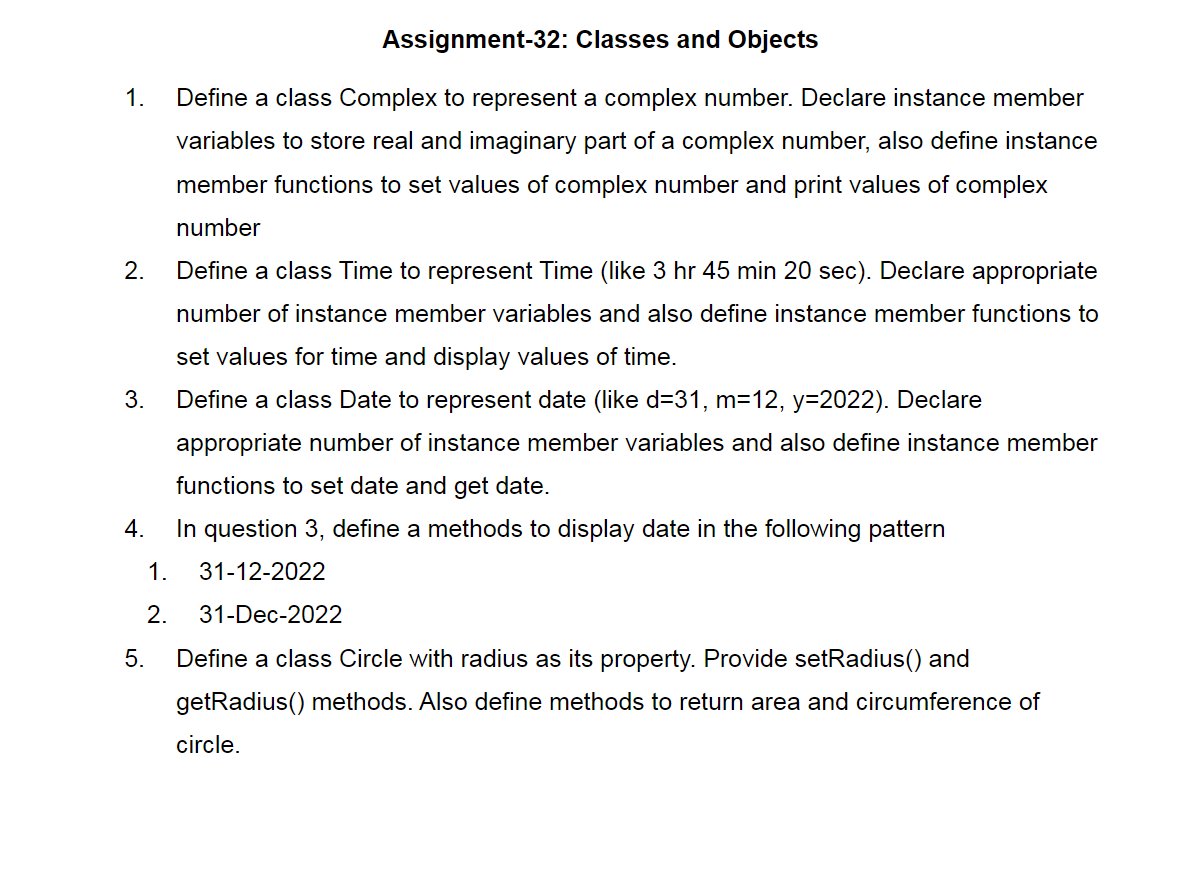 Assignment-32: Classes and Objects
1. Define a class Complex to represent a complex number. Declare instance member
variables to store real and imaginary part of a complex number, also define instance
member functions to set values of complex number and print values of complex
number
2. Define a class Time to represent Time (like 3 hr 45 min 20 sec). Declare appropriate
number of instance member variables and also define instance member functions to
set values for time and display values of time.
3. Define a class Date to represent date (like d=31, m=12, y=2022). Declare
appropriate number of instance member variables and also define instance member
functions to set date and get date.
4. In question 3, define a methods to display date in the following pattern
1. 31-12-2022
2. 31-Dec-2022
5. Define a class Circle with radius as its property. Provide setRadius() and
getRadius() methods. Also define methods to return area and circumference of
circle.